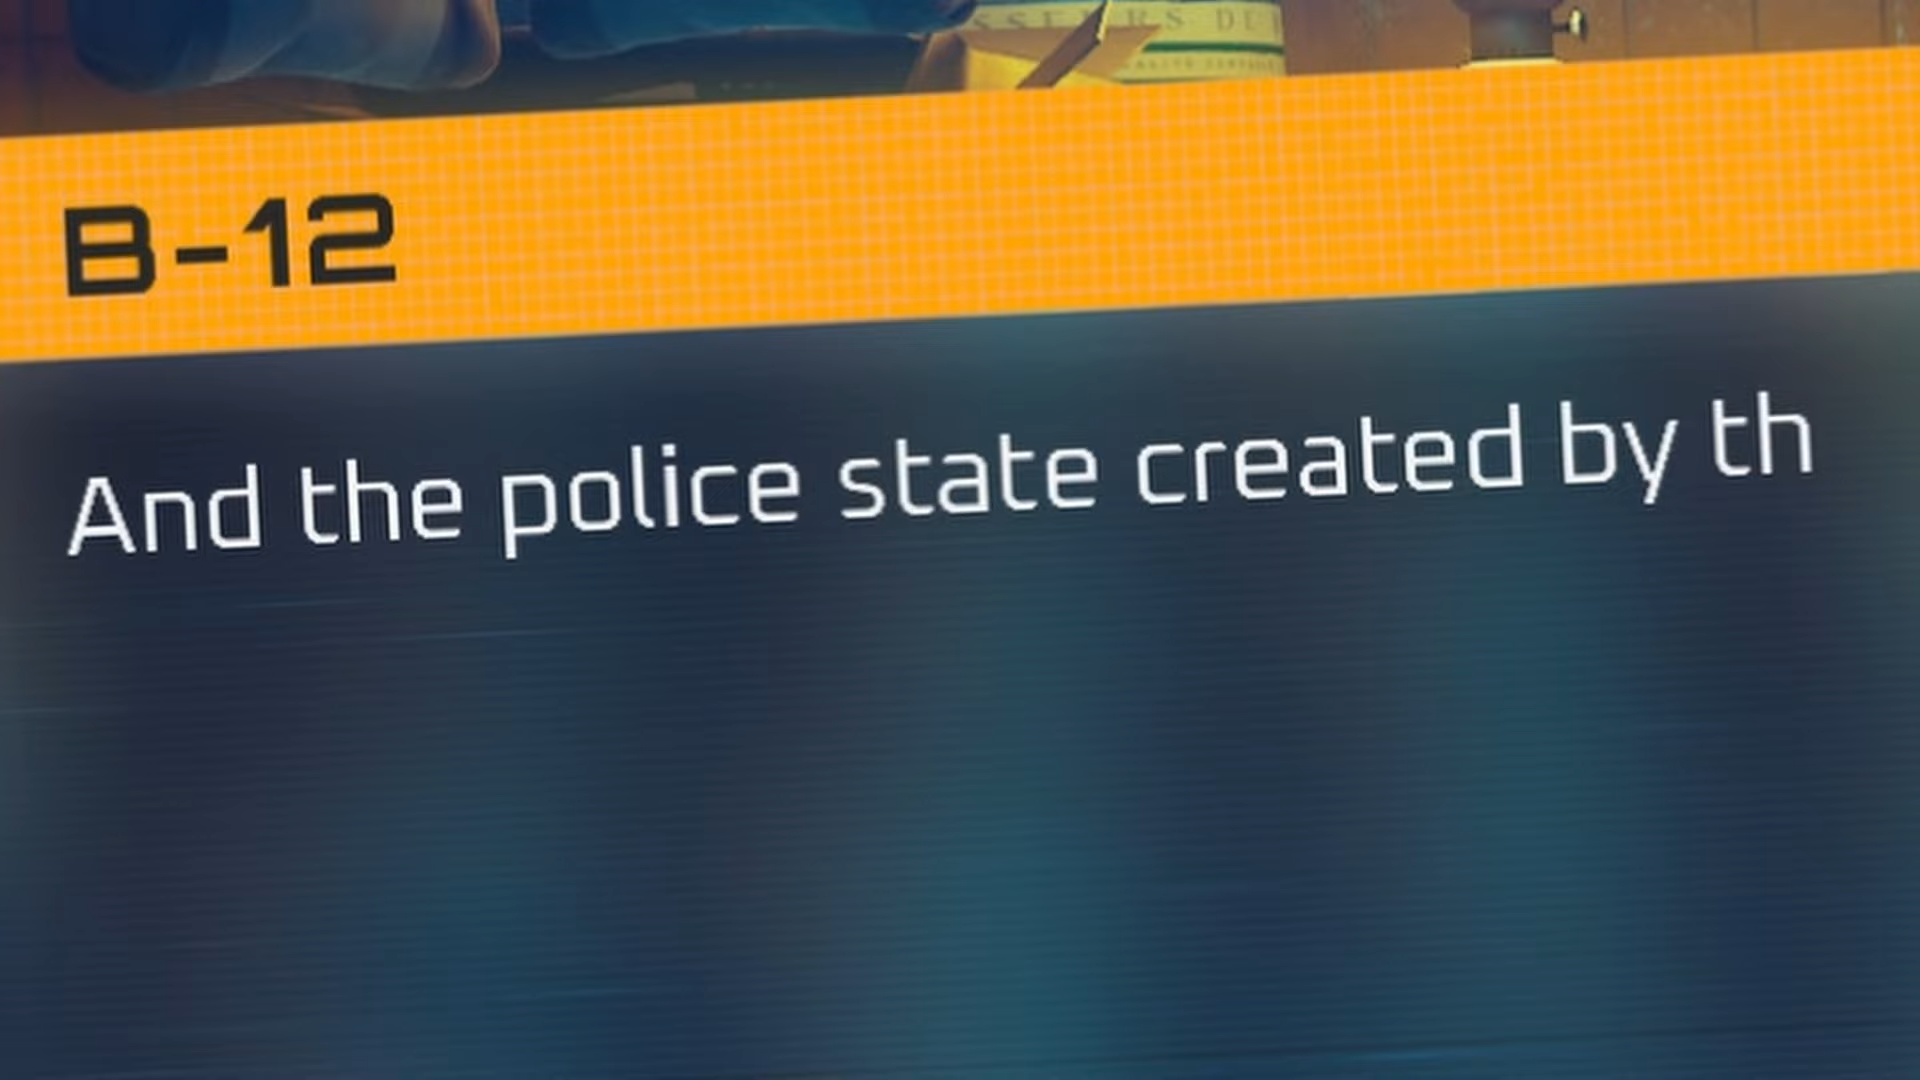 B-12
And the police state created by th